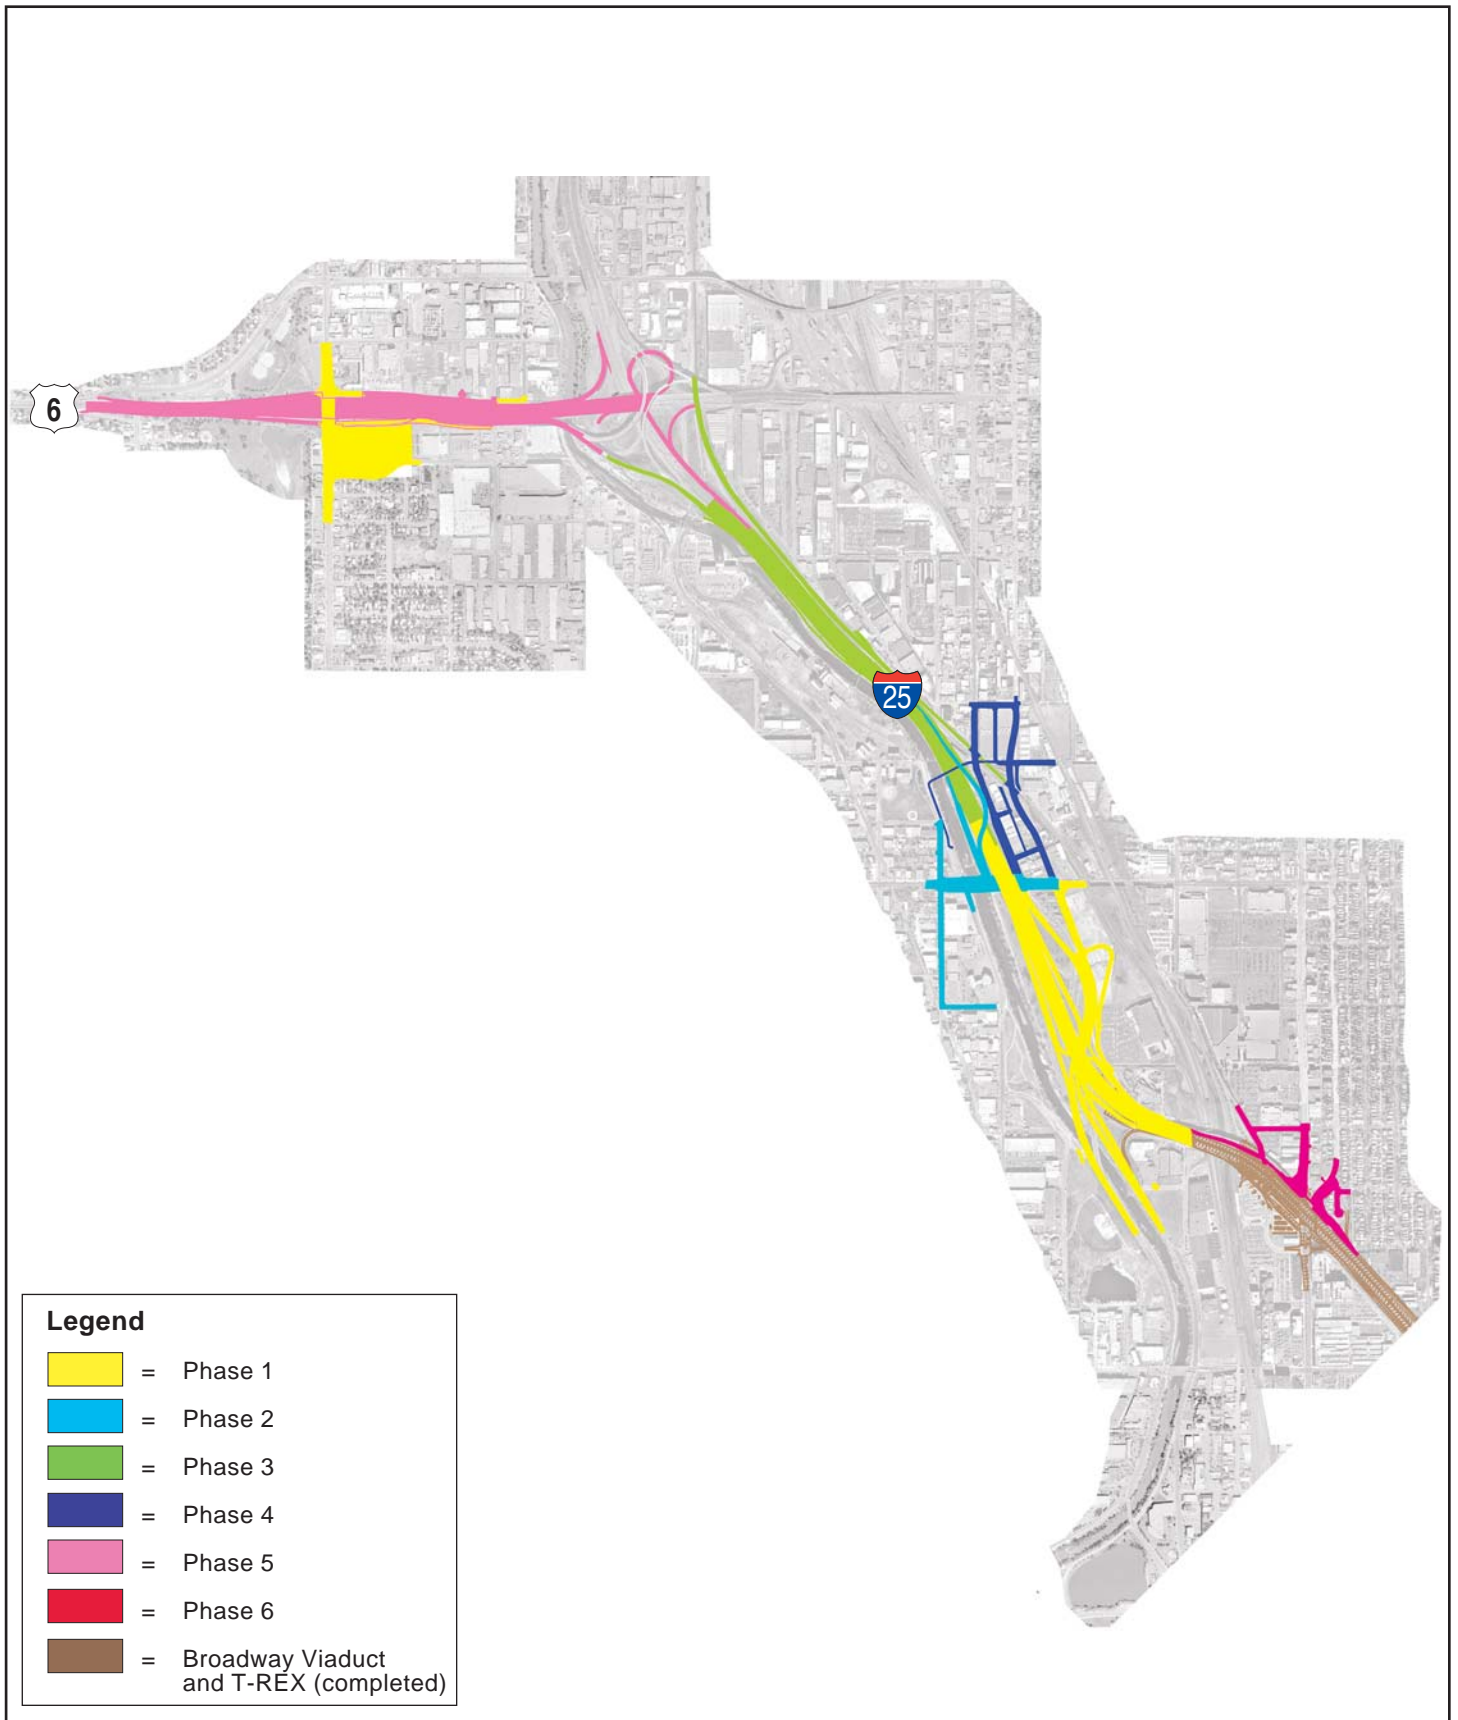 6
25
Legend
= Phase 1
= Phase 2
= Phase 3
= Phase 4
= Phase 5
= Phase 6
= Broadway Viaduct
and T-REX (completed)